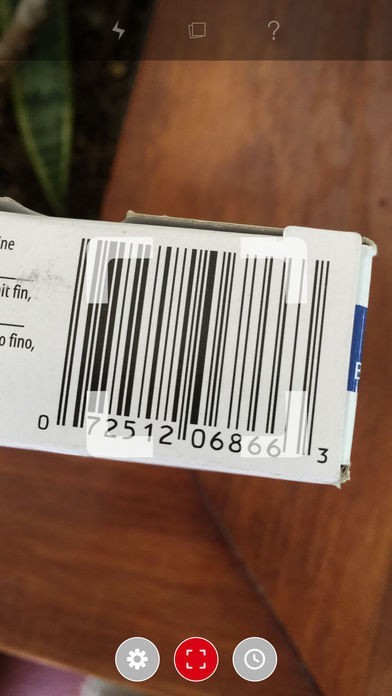 ine
it fin,
o fino,
0 72512 06866 3
E
?